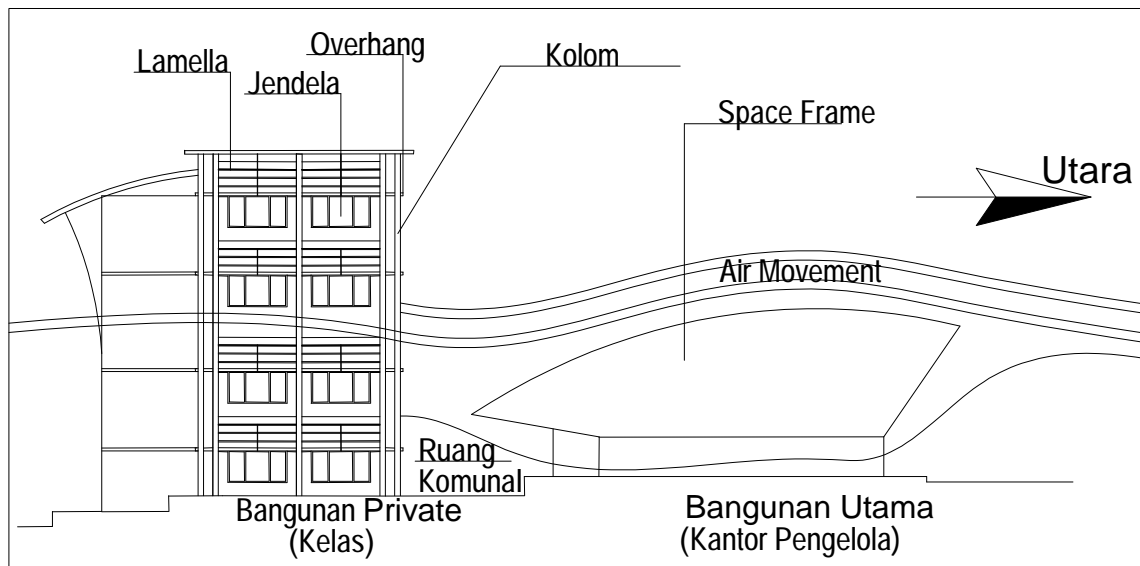 Overhang
Lamella
Jendela
Kolom
Space Frame
Utara
Air Movement
Ruang
Komunal
Bangunan Private
(Kelas)
Bangunan Utama
(Kantor Pengelola)